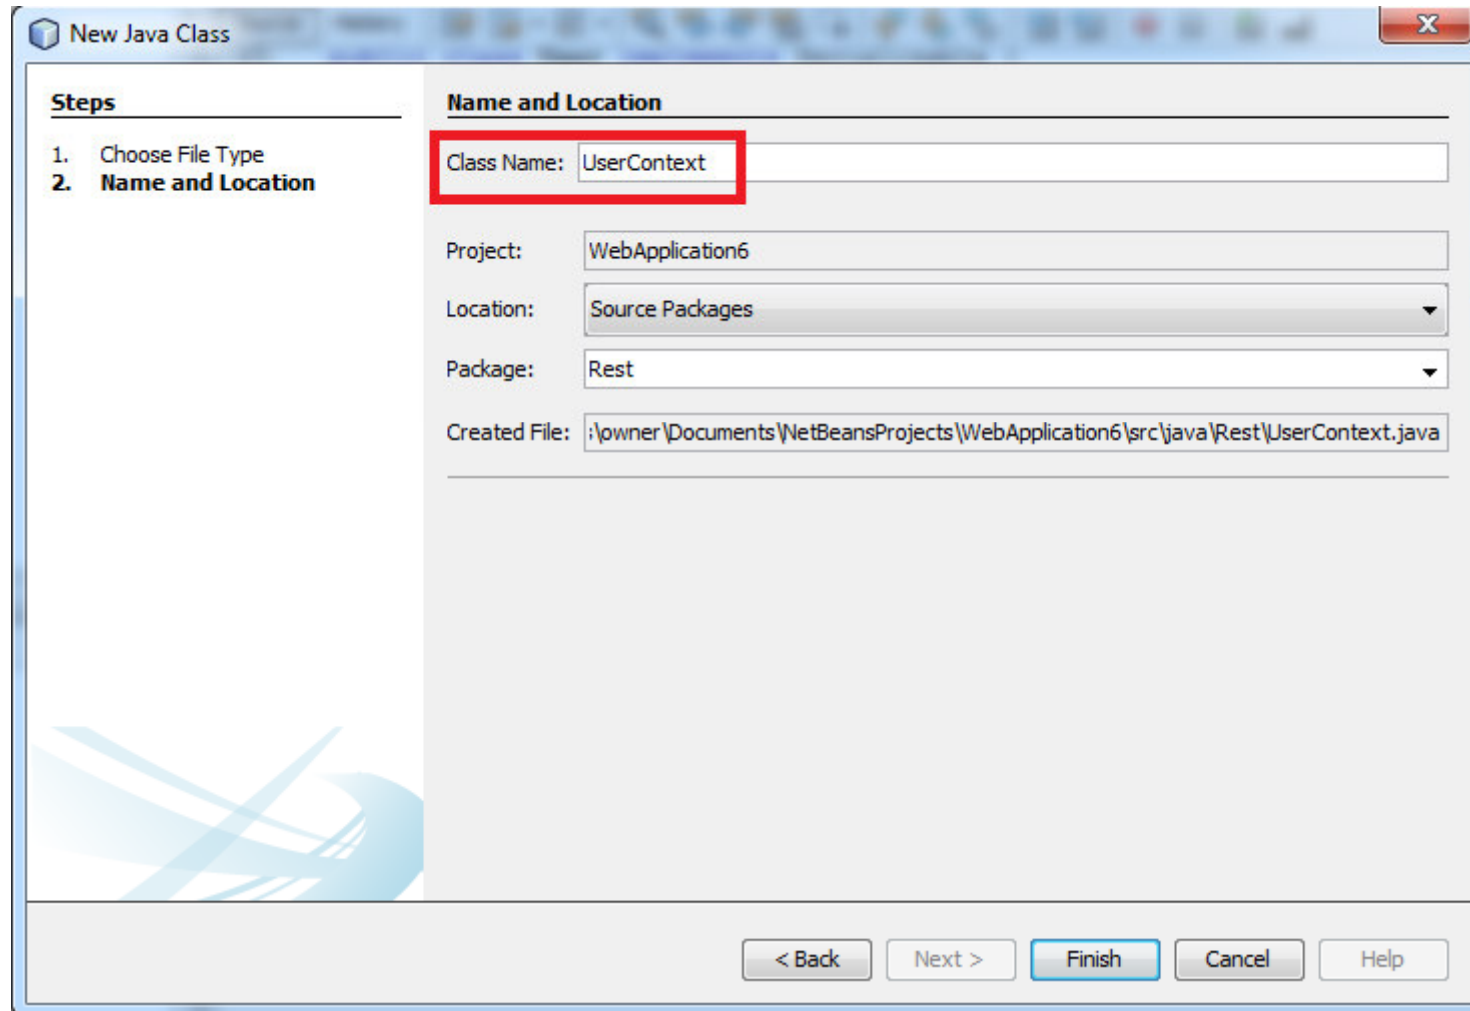 New Java Class
X
Steps
1. Choose File Type
2. Name and Location
Name and Location
Class Name: UserContext
Project: WebApplication6
Location: Source Packages
Package: Rest
Created File: :\owner\Documents\NetBeansProjects\WebApplication6\src\java\Rest\UserContext.java
< Back Next > Finish Cancel Help